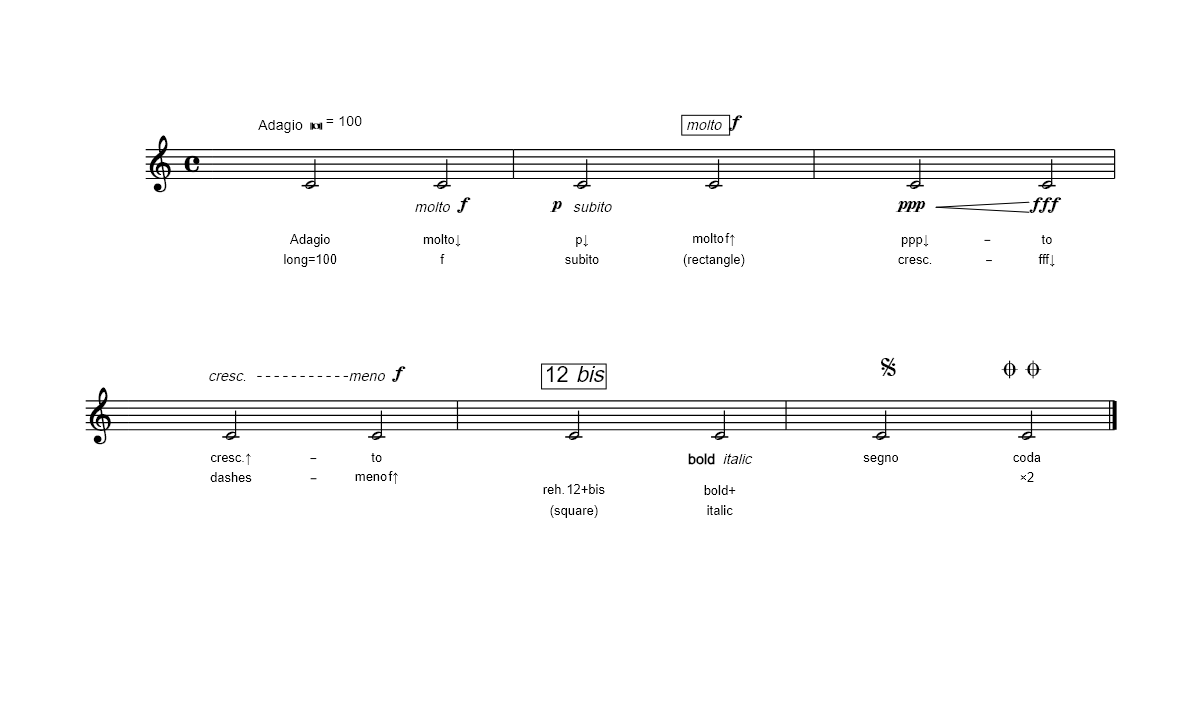 Adagio = 100 molto f
molto f p subito ppp fff
Adagio molto↓ p↓ molto f↑ ppp↓ – to
long=100 f subito (rectangle) cresc. – fff↓
cresc. - - - - - - - - - - - meno f 12 bis
cresc.↑ – to bold italic segno coda
dashes – meno f↑ ×2
reh. 12+bis bold+
(square) italic